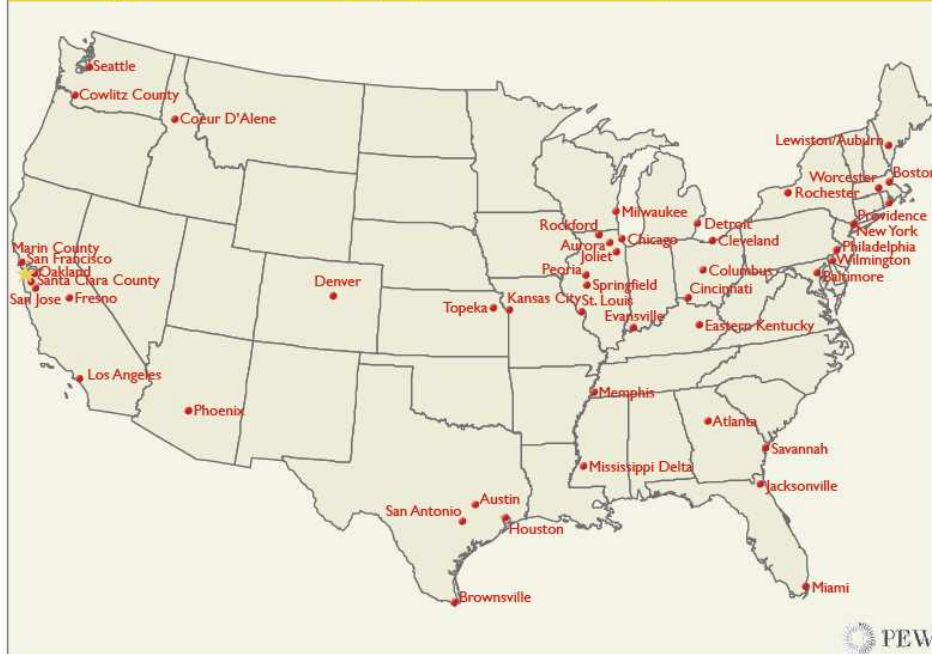 Seattle
Cowlitz County
Coeur D'Alene
Lewiston/Auburn
Worcester
Boston
Rochester
Providence
New York
Milwaukee
Rockford
Detroit
Aurora
Chicago
Cleveland
Joliet
Philadelphia
Wilmington
Marin County
San Francisco
Oakland
Santa Clara County
San Jose
Fresno
Denver
Peoria
Springfield
Columbus
Baltimore
Cincinnati
Topeka
Kansas City
St. Louis
Evansville
Eastern Kentucky
Los Angeles
Phoenix
Memphis
Atlanta
Savannah
Mississippi Delta
Jacksonville
Austin
San Antonio
Houston
Brownsville
Miami
PEW